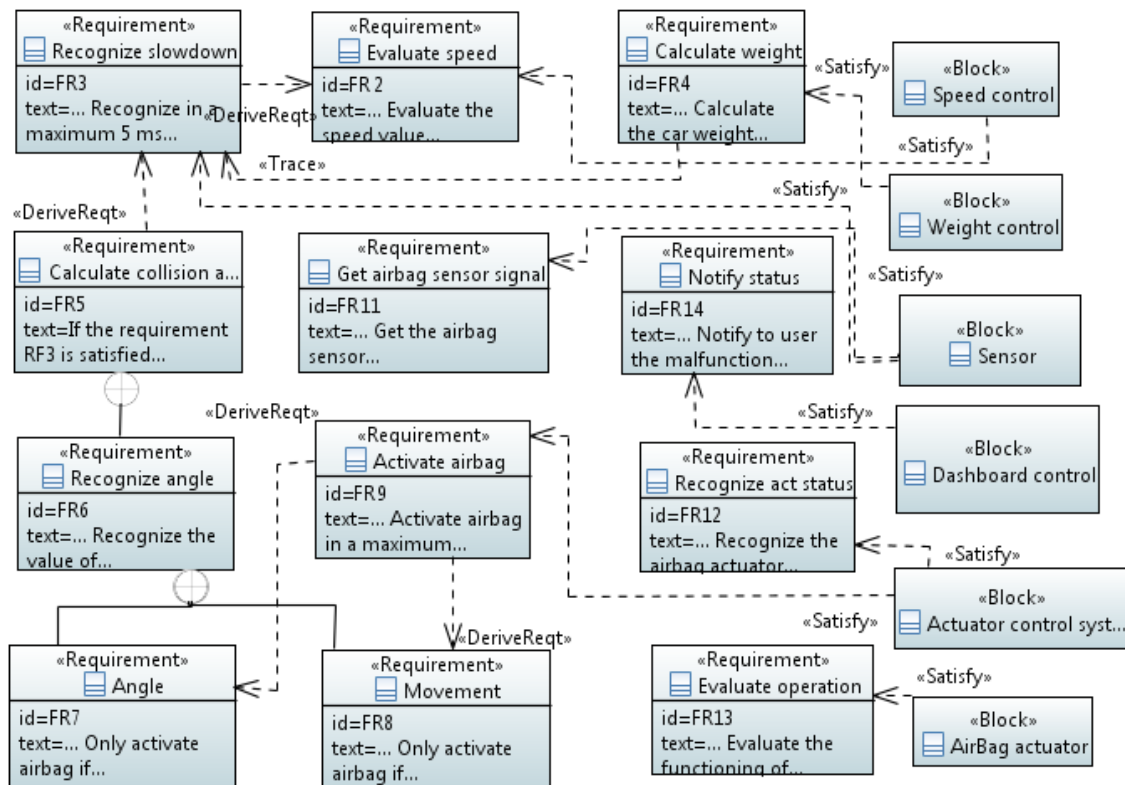 «Requirement»
Recognize slowdown
id=FR3
text=... Recognize in a
maximum 5 ms...
«Requirement»
Evaluate speed
id=FR2
text=... Evaluate the
speed value...
«Requirement»
Calculate weight
id=FR4
text=... Calculate
the car weight...
«Satisfy»
«Block»
Speed control
«DeriveReqt»
«Trace»
«Satisfy»
«Satisfy»
«Block»
Weight control
«DeriveReqt»
«Requirement»
Calculate collision a...
id=FR5
text=If the requirement
RF3 is satisfied...
«Requirement»
Get airbag sensor signal
id=FR11
text=... Get the airbag
sensor...
«Requirement»
Notify status
id=FR14
text=... Notify to user
the malfunction...
«Satisfy»
«Block»
Sensor
«DeriveReqt»
«Satisfy»
«Block»
Dashboard control
«Requirement»
Recognize angle
id=FR6
text=... Recognize the
value of...
«Requirement»
Activate airbag
id=FR9
text=... Activate airbag
in a maximum...
«Requirement»
Recognize act status
id=FR12
text=... Recognize the
airbag actuator...
«Satisfy»
«Block»
Actuator control syst...
«Satisfy»
«DeriveReqt»
«Requirement»
Angle
id=FR7
text=... Only activate
airbag if...
«Requirement»
Movement
id=FR8
text=... Only activate
airbag if...
«Requirement»
Evaluate operation
id=FR13
text=... Evaluate the
functioning of...
«Satisfy»
«Block»
AirBag actuator